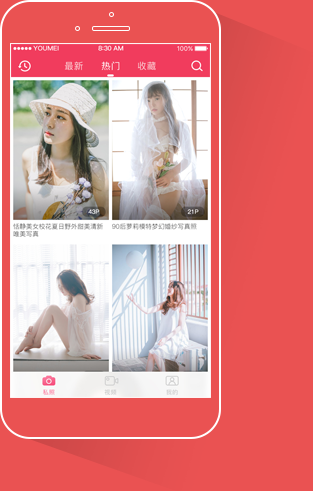 YOUMEI
8:30 AM
100%
最新
热门
收藏
43P
21P
恬静美女校花夏日野外甜美清新
唯美写真
90后萝莉模特梦幻婚纱写真照
私照
视频
我的